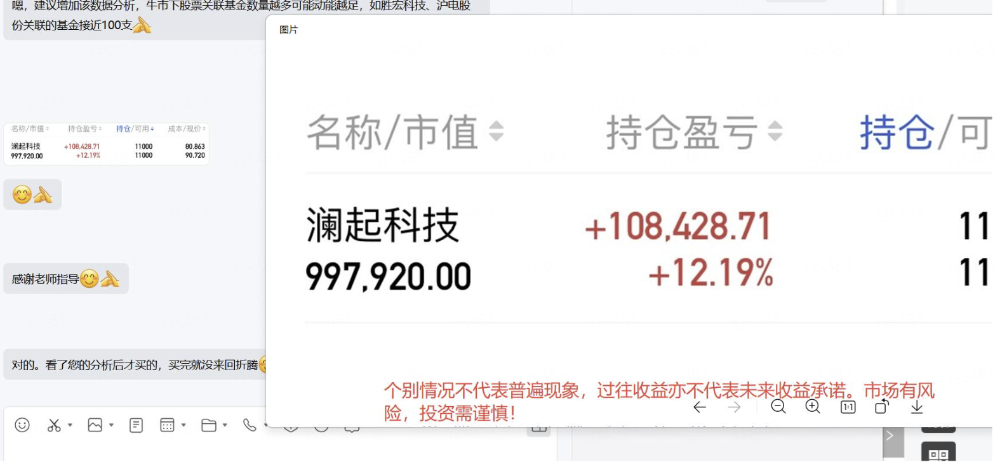 嗯，建议增加该数据分析，牛市下股票关联基金数量越多可能动能越足，如胜宏科技、沪电股
份关联的基金接近100支
名称/市值 持仓盈亏 持仓/可用 成本/现价
澜起科技 +108,428.71 11000 80.863
997,920.00 +12.19% 11000 90.720
感谢老师指导
对的。看了您的分析后才买的，买完就没来回折腾
图片
名称/市值 持仓盈亏 持仓/可
澜起科技 +108,428.71 11
997,920.00 +12.19% 11
个别情况不代表普遍现象，过往收益亦不代表未来收益承诺。市场有风
险，投资需谨慎！
1:1